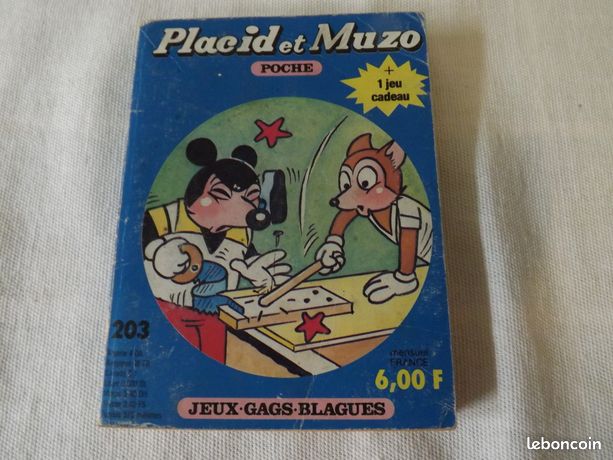 Placid et Muzo
POCHE
+
1 jeu
cadeau
203
mensuel
FRANCE
6,00 F
JEUX·GAGS·BLAGUES
leboncoin